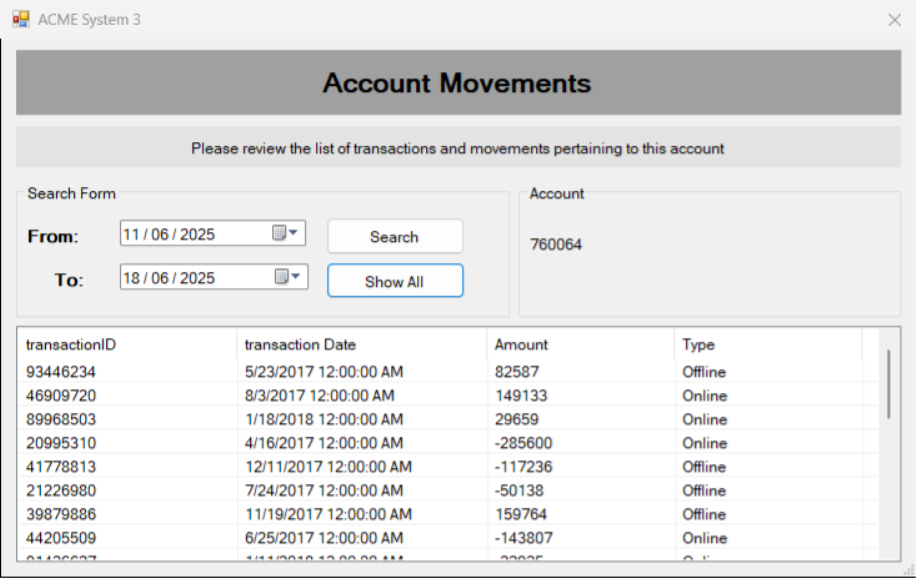 ACME System 3
Account Movements
Please review the list of transactions and movements pertaining to this account
Search Form
From: 11 / 06 / 2025 Search
To: 18 / 06 / 2025 Show All
Account
760064
transactionID transaction Date Amount Type
93446234 5/23/2017 12:00:00 AM 82587 Offline
46909720 8/3/2017 12:00:00 AM 149133 Online
89968503 1/18/2018 12:00:00 AM 29659 Online
20995310 4/16/2017 12:00:00 AM -285600 Online
41778813 12/11/2017 12:00:00 AM -117236 Offline
21226980 7/24/2017 12:00:00 AM -50138 Offline
39879886 11/19/2017 12:00:00 AM 159764 Offline
44205509 6/25/2017 12:00:00 AM -143807 Online